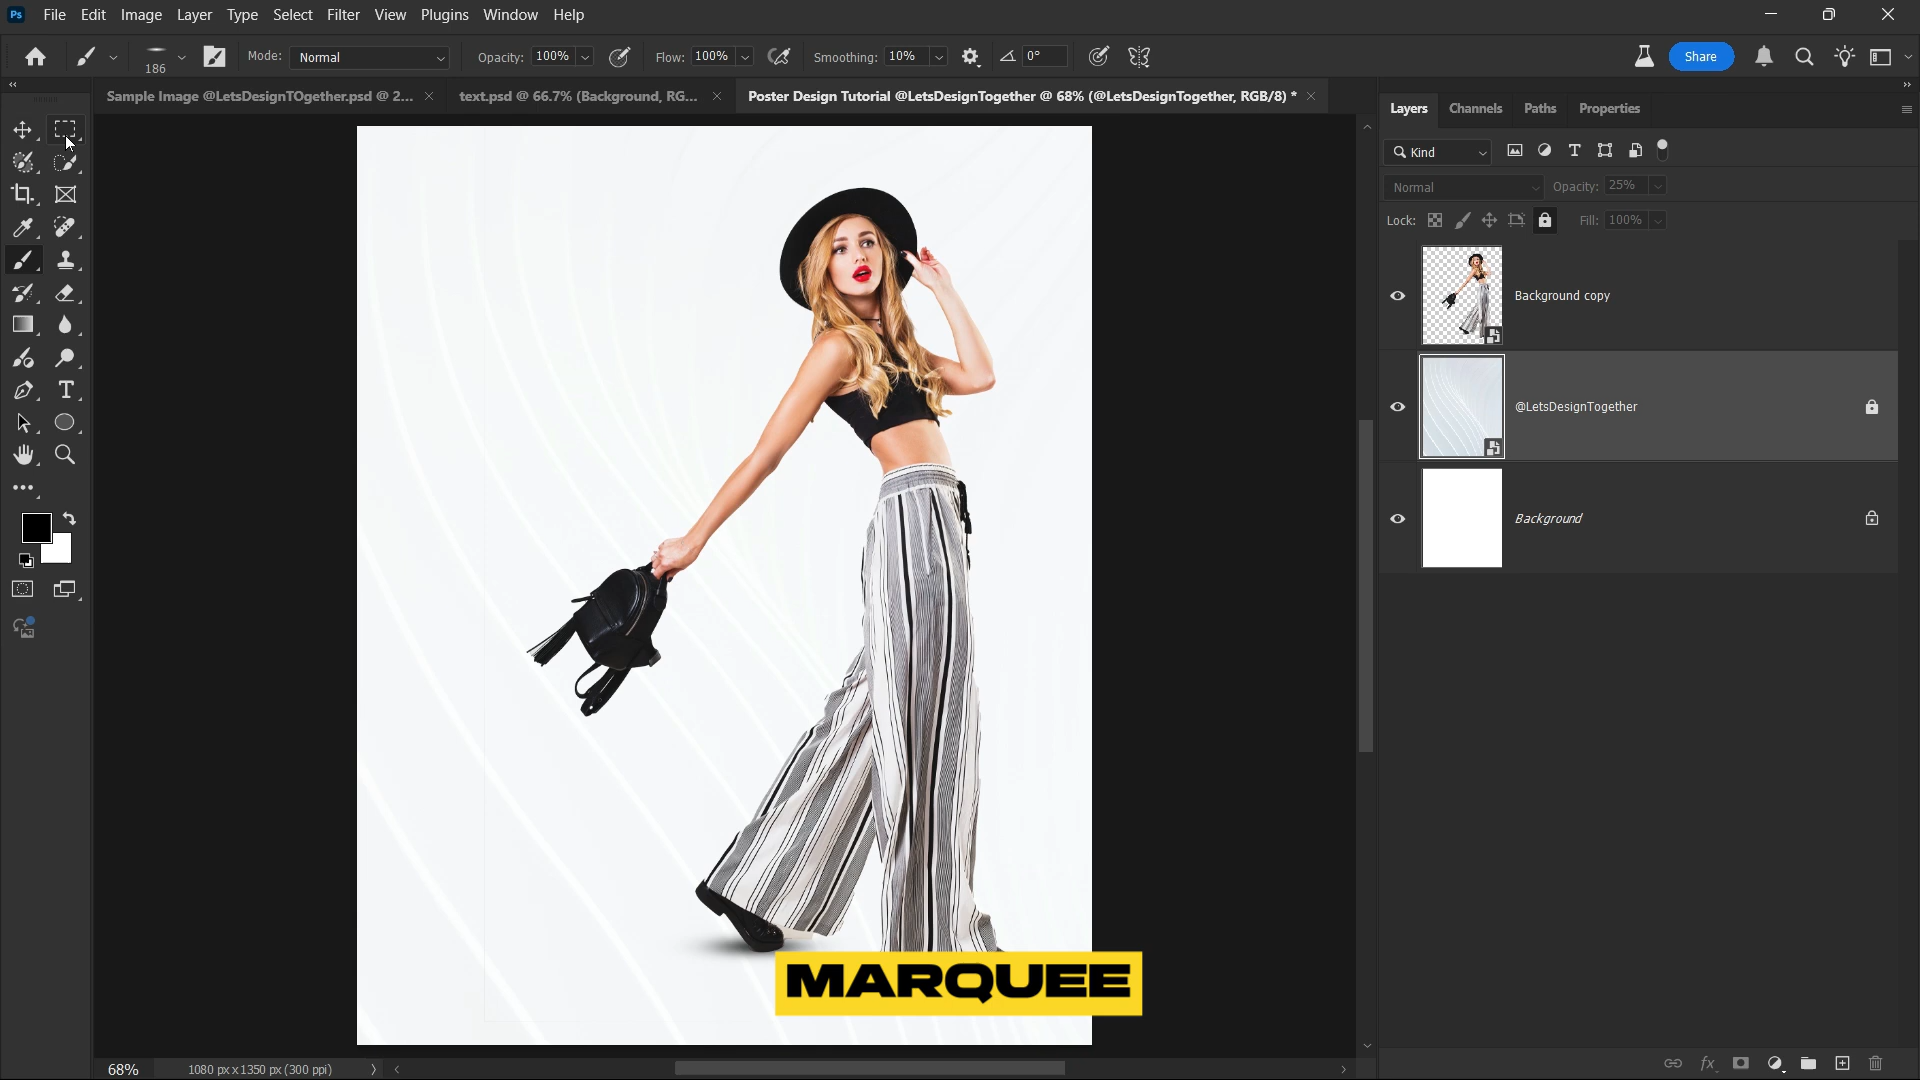 Ps File Edit Image Layer Type Select Filter View Plugins Window Help
186 Mode: Normal Opacity: 100% Flow: 100% Smoothing: 10% 0° Share
Sample Image @LetsDesignTOgether.psd @ 2... × text.psd @ 66.7% (Background, RG... × Poster Design Tutorial @LetsDesignTogether @ 68% (@LetsDesignTogether, RGB/8) * ×
Layers Channels Paths Properties
Kind
Normal Opacity: 25%
Lock: Fill: 100%
Background copy
@LetsDesignTogether
Background
MARQUEE
68% 1080 px x 1350 px (300 ppi)
fx